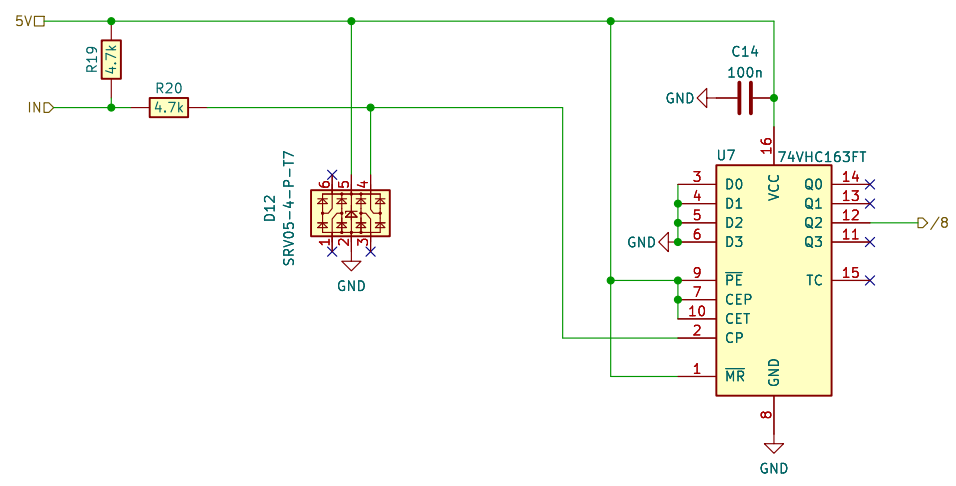 5V
R19
4.7k
IN
R20
4.7k
D12
SRV05-4-P-T7
6
5
4
1
2
3
GND
C14
100n
GND
16
U7
74VHC163FT
VCC
3
D0
Q0
14
4
D1
Q1
13
5
D2
Q2
12
/8
GND
6
D3
Q3
11
9
PE
TC
15
7
CEP
10
CET
2
CP
1
MR
GND
8
GND